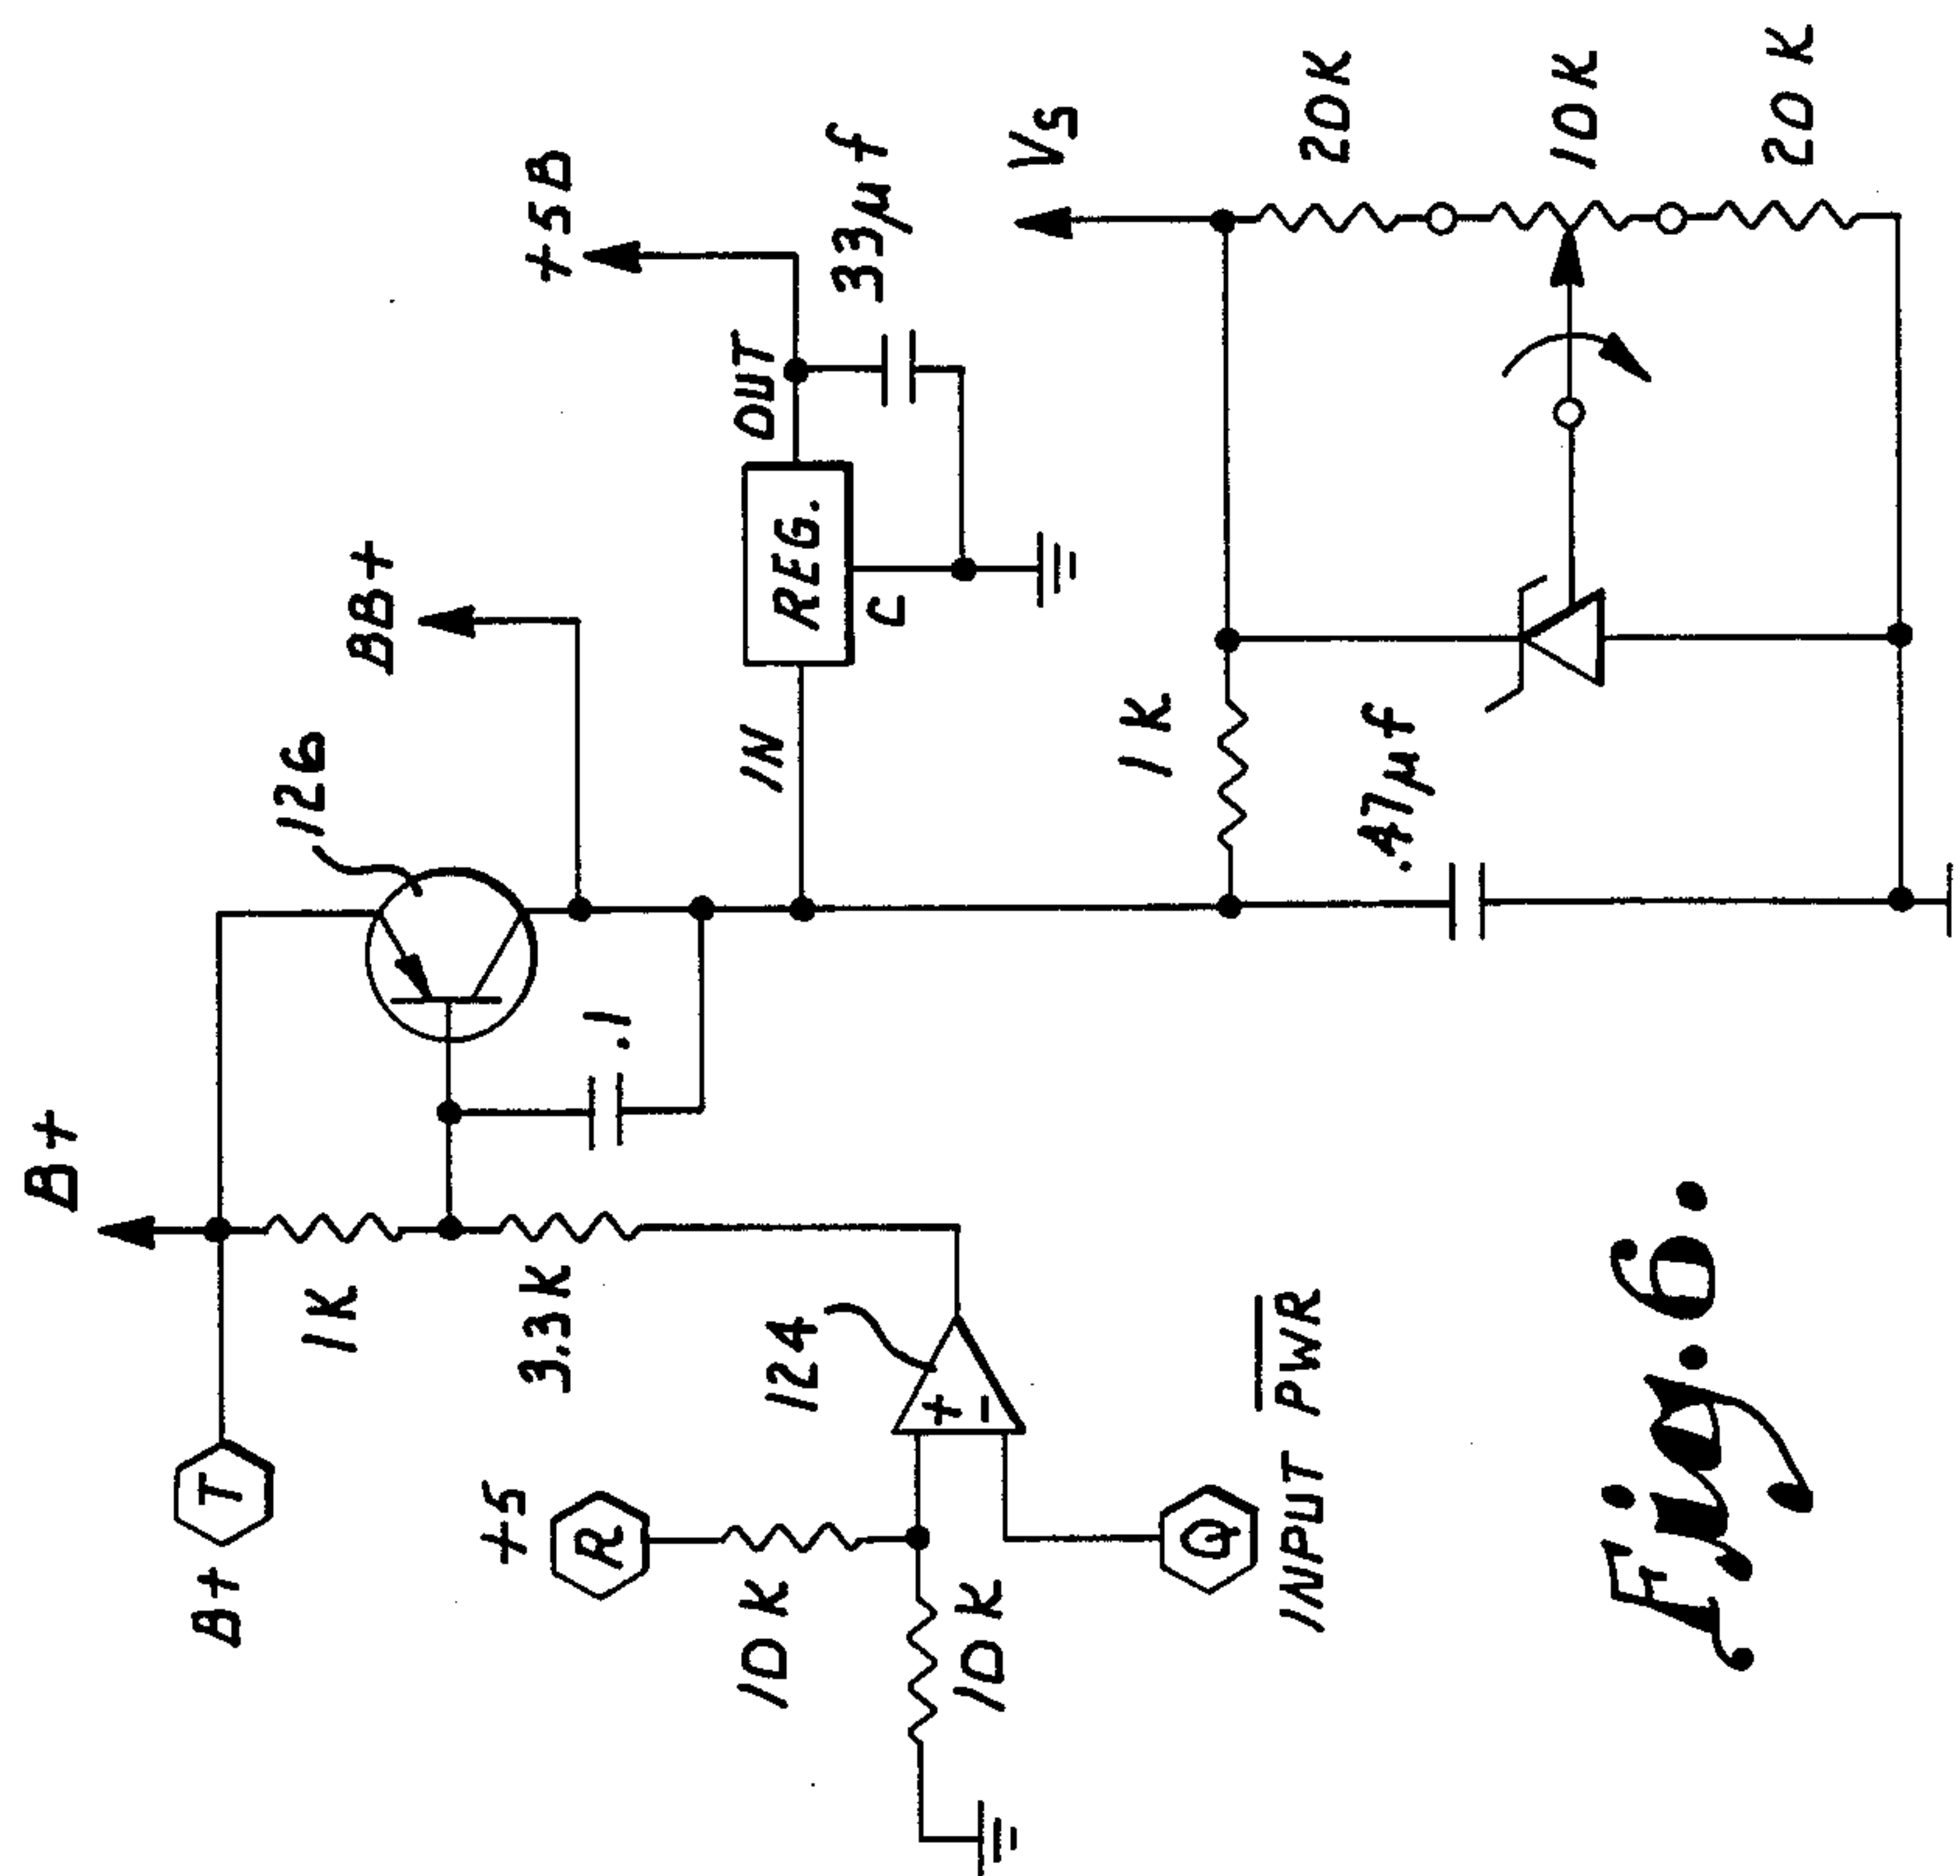 B+
B+
T
1K
126
BB+
+5B
3.3K
.1
+5
R
124
IN
REG.
OUT
C
33µf
10K
10K
Q
INPUT PWR
1K
VS
.47µf
20K
10K
20K
+
-
Fig. 6.